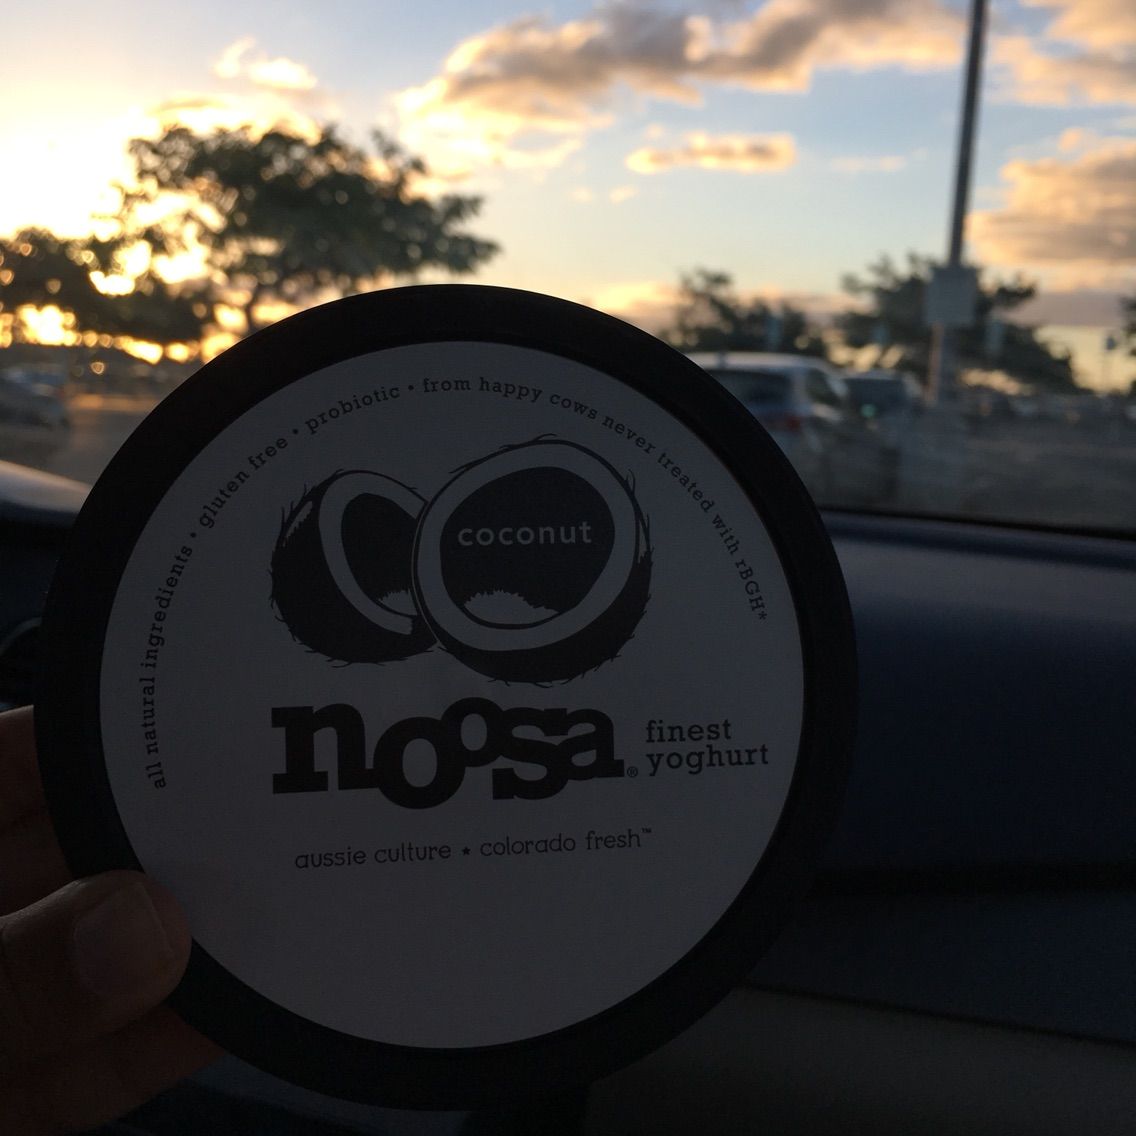 all natural ingredients • gluten free • probiotic • from happy cows never treated with rBGH*
coconut
noosa® finest yoghurt
aussie culture ★ colorado fresh™